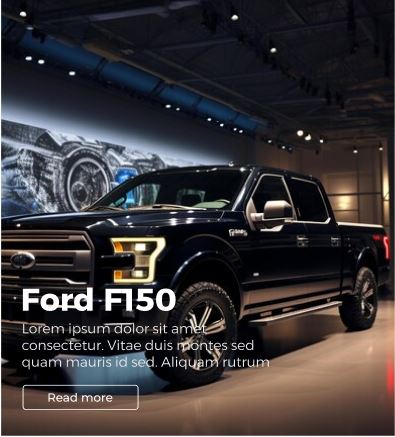 Ford F150
Lorem ipsum dolor sit amet
consectetur. Vitae duis montes sed
quam mauris id sed. Aliquam rutrum
Read more